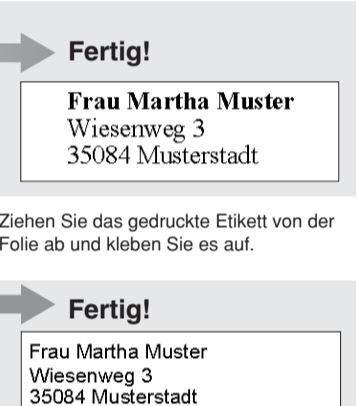 Fertig!
Frau Martha Muster
Wiesenweg 3
35084 Musterstadt
Ziehen Sie das gedruckte Etikett von der
Folie ab und kleben Sie es auf.
Fertig!
Frau Martha Muster
Wiesenweg 3
35084 Musterstadt